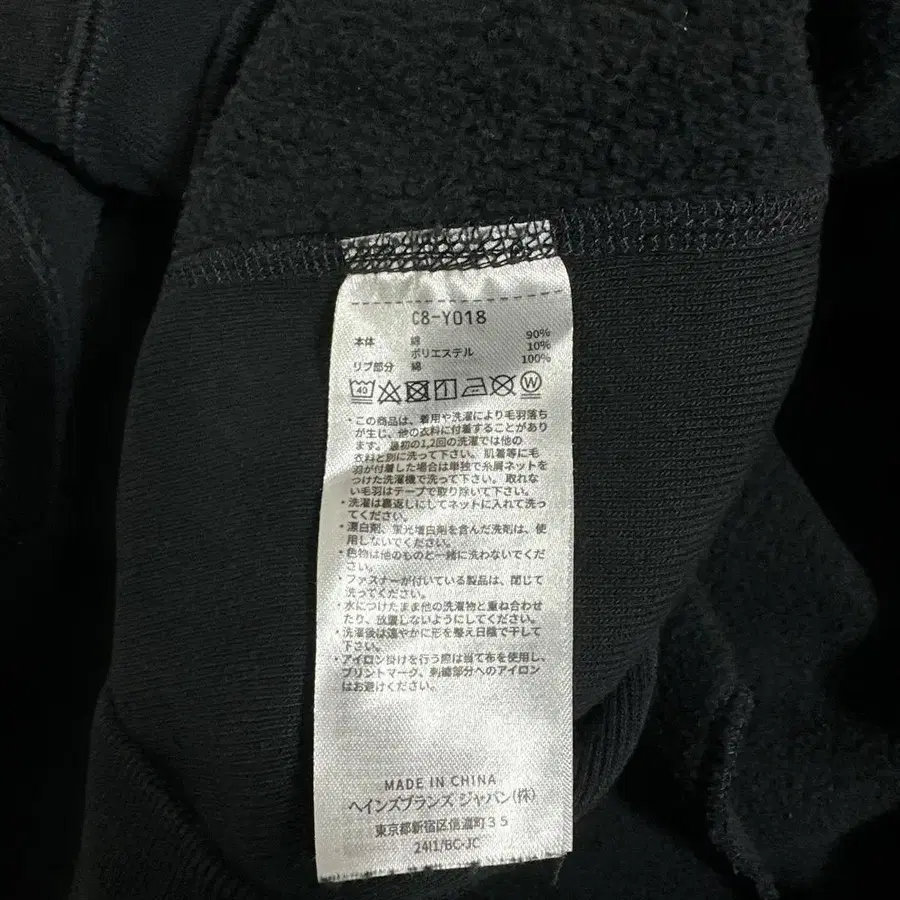 C8-Y018
本体 綿 90%
ポリエステル 10%
リブ部分 綿 100%
40 W
・この商品は、着用や洗濯により毛羽落ち
が生じ、他の衣料に付着することがあり
ます。最初の1,2回の洗濯では他の
衣料と別に洗って下さい。肌着等に毛
羽が付着した場合は単独で糸屑ネットを
つけた洗濯機で洗って下さい。取れな
い毛羽はテープで取り除いて下さい。
・洗濯は裏返しにしてネットに入れて洗っ
てください。
・漂白剤、蛍光増白剤を含んだ洗剤は、使
用しないでください。
・色物は他のものと一緒に洗わないでくだ
さい。
・ファスナーが付いている製品は、閉じて
洗ってください。
・水につけたまま他の洗濯物と重ね合わせ
たり、放置しないようにしてください。
・洗濯後は速やかに形を整え日陰で干して
下さい。
・アイロン掛けを行う際は当て布を使用し、
プリントマーク、刺繍部分へのアイロン
はお避けください。
MADE IN CHINA
ヘインズブランズ ジャパン(株)
東京都新宿区信濃町35
24I1/BC-JC